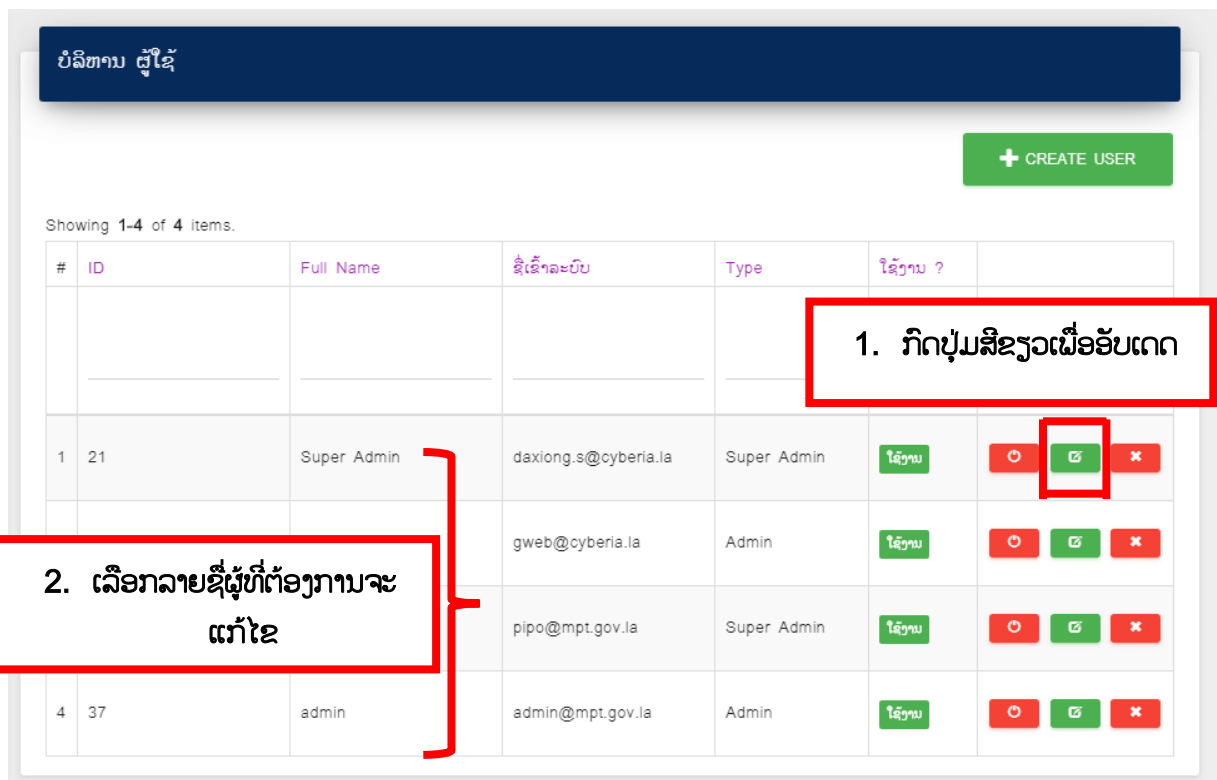 ບໍລິຫານ ຜູ້ໃຊ້
CREATE USER
Showing 1-4 of 4 items.
# ID Full Name ຊື່ເຂົ້າລະບົບ Type ໃຊ້ງານ ?
1. ກົດປຸ່ມສີຂຽວເພື່ອອັບເດດ
1 21 Super Admin daxiong.s@cyberia.la Super Admin ໃຊ້ງານ
gweb@cyberia.la Admin ໃຊ້ງານ
2. ເລືອກລາຍຊື່ຜູ້ທີ່ຕ້ອງການຈະ
ແກ້ໄຂ
pipo@mpt.gov.la Super Admin ໃຊ້ງານ
4 37 admin admin@mpt.gov.la Admin ໃຊ້ງານ